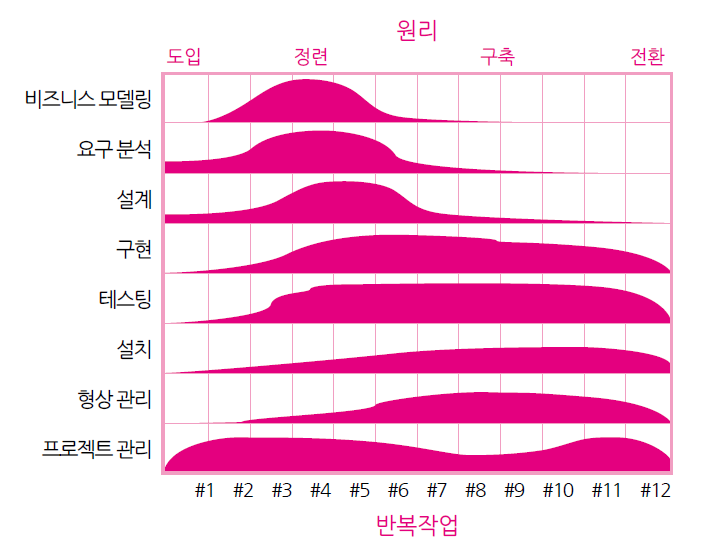 원리
도입 정련 구축 전환
비즈니스 모델링
요구 분석
설계
구현
테스팅
설치
형상 관리
프로젝트 관리
#1 #2 #3 #4 #5 #6 #7 #8 #9 #10 #11 #12
반복작업